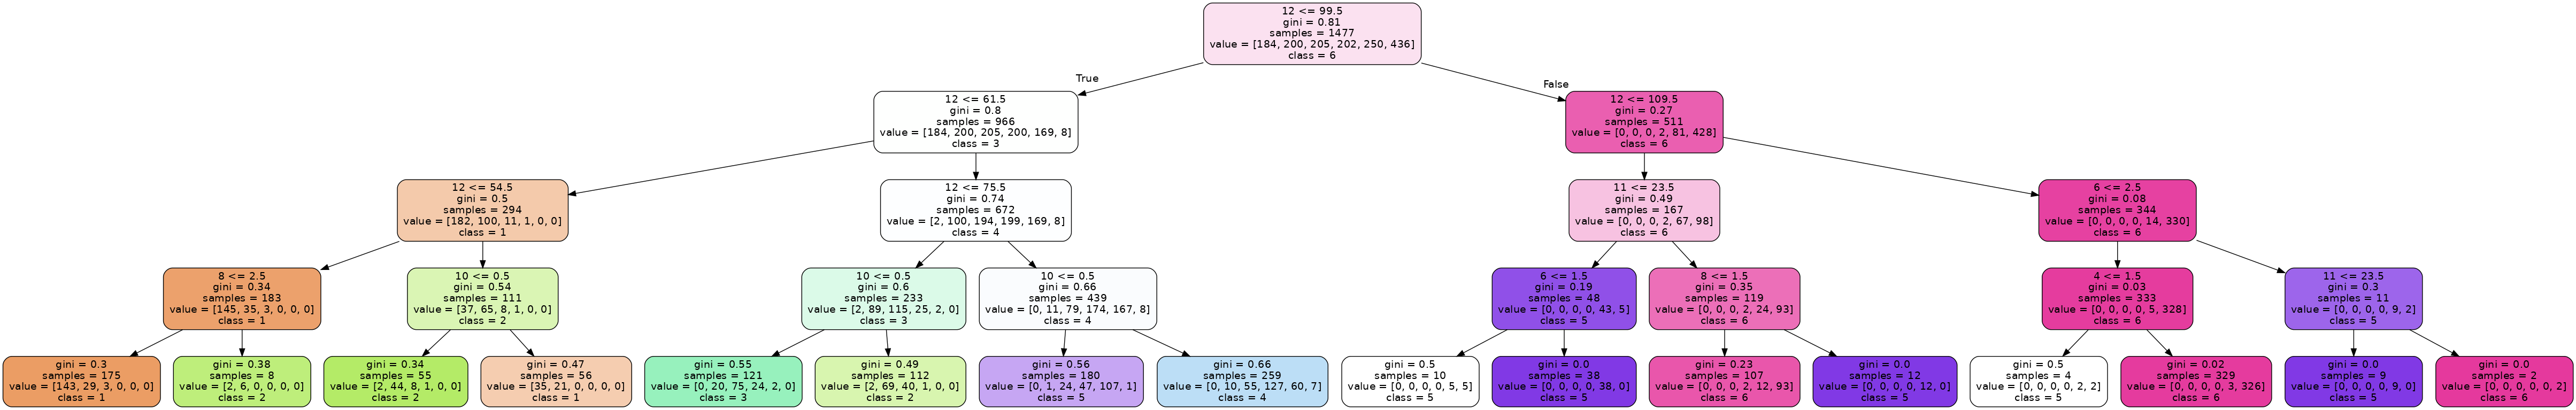 12 <= 99.5
gini = 0.81
samples = 1477
value = [184, 200, 205, 202, 250, 436]
class = 6
True
False
12 <= 61.5
gini = 0.8
samples = 966
value = [184, 200, 205, 200, 169, 8]
class = 3
12 <= 109.5
gini = 0.27
samples = 511
value = [0, 0, 0, 2, 81, 428]
class = 6
12 <= 54.5
gini = 0.5
samples = 294
value = [182, 100, 11, 1, 0, 0]
class = 1
12 <= 75.5
gini = 0.74
samples = 672
value = [2, 100, 194, 199, 169, 8]
class = 4
11 <= 23.5
gini = 0.49
samples = 167
value = [0, 0, 0, 2, 67, 98]
class = 6
6 <= 2.5
gini = 0.08
samples = 344
value = [0, 0, 0, 0, 14, 330]
class = 6
8 <= 2.5
gini = 0.34
samples = 183
value = [145, 35, 3, 0, 0, 0]
class = 1
10 <= 0.5
gini = 0.54
samples = 111
value = [37, 65, 8, 1, 0, 0]
class = 2
10 <= 0.5
gini = 0.6
samples = 233
value = [2, 89, 115, 25, 2, 0]
class = 3
10 <= 0.5
gini = 0.66
samples = 439
value = [0, 11, 79, 174, 167, 8]
class = 4
6 <= 1.5
gini = 0.19
samples = 48
value = [0, 0, 0, 0, 43, 5]
class = 5
8 <= 1.5
gini = 0.35
samples = 119
value = [0, 0, 0, 2, 24, 93]
class = 6
4 <= 1.5
gini = 0.03
samples = 333
value = [0, 0, 0, 0, 5, 328]
class = 6
11 <= 23.5
gini = 0.3
samples = 11
value = [0, 0, 0, 0, 9, 2]
class = 5
gini = 0.3
samples = 175
value = [143, 29, 3, 0, 0, 0]
class = 1
gini = 0.38
samples = 8
value = [2, 6, 0, 0, 0, 0]
class = 2
gini = 0.34
samples = 55
value = [2, 44, 8, 1, 0, 0]
class = 2
gini = 0.47
samples = 56
value = [35, 21, 0, 0, 0, 0]
class = 1
gini = 0.55
samples = 121
value = [0, 20, 75, 24, 2, 0]
class = 3
gini = 0.49
samples = 112
value = [2, 69, 40, 1, 0, 0]
class = 2
gini = 0.56
samples = 180
value = [0, 1, 24, 47, 107, 1]
class = 5
gini = 0.66
samples = 259
value = [0, 10, 55, 127, 60, 7]
class = 4
gini = 0.5
samples = 10
value = [0, 0, 0, 0, 5, 5]
class = 5
gini = 0.0
samples = 38
value = [0, 0, 0, 0, 38, 0]
class = 5
gini = 0.23
samples = 107
value = [0, 0, 0, 2, 12, 93]
class = 6
gini = 0.0
samples = 12
value = [0, 0, 0, 0, 12, 0]
class = 5
gini = 0.5
samples = 4
value = [0, 0, 0, 0, 2, 2]
class = 5
gini = 0.02
samples = 329
value = [0, 0, 0, 0, 3, 326]
class = 6
gini = 0.0
samples = 9
value = [0, 0, 0, 0, 9, 0]
class = 5
gini = 0.0
samples = 2
value = [0, 0, 0, 0, 0, 2]
class = 6